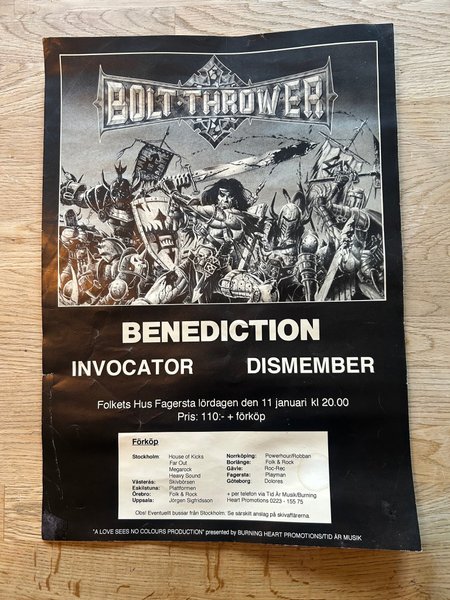 BOLT THROWER
BENEDICTION
INVOCATOR DISMEMBER
Folkets Hus Fagersta lördagen den 11 januari kl 20.00
Pris: 110:- + förköp
Förköp
Stockholm House of Kicks
Far Out
Megarock
Heavy Sound
Västerås: Skivbörsen
Eskilstuna: Plattformen
Örebro: Folk & Rock
Uppsala: Jörgen Sigfridsson
Norrköping: Powerhour/Robban
Borlänge: Folk & Rock
Gävle: Roc-Rec
Fagersta: Playman
Göteborg: Dolores
+ per telefon via Tid Är Musik/Burning
Heart Promotions 0223 - 155 75
Obs! Eventuellt bussar från Stockholm. Se särskilt anslag på skivaffärerna.
"A LOVE SEES NO COLOURS PRODUCTION" presented by BURNING HEART PROMOTIONS/TID ÄR MUSIK